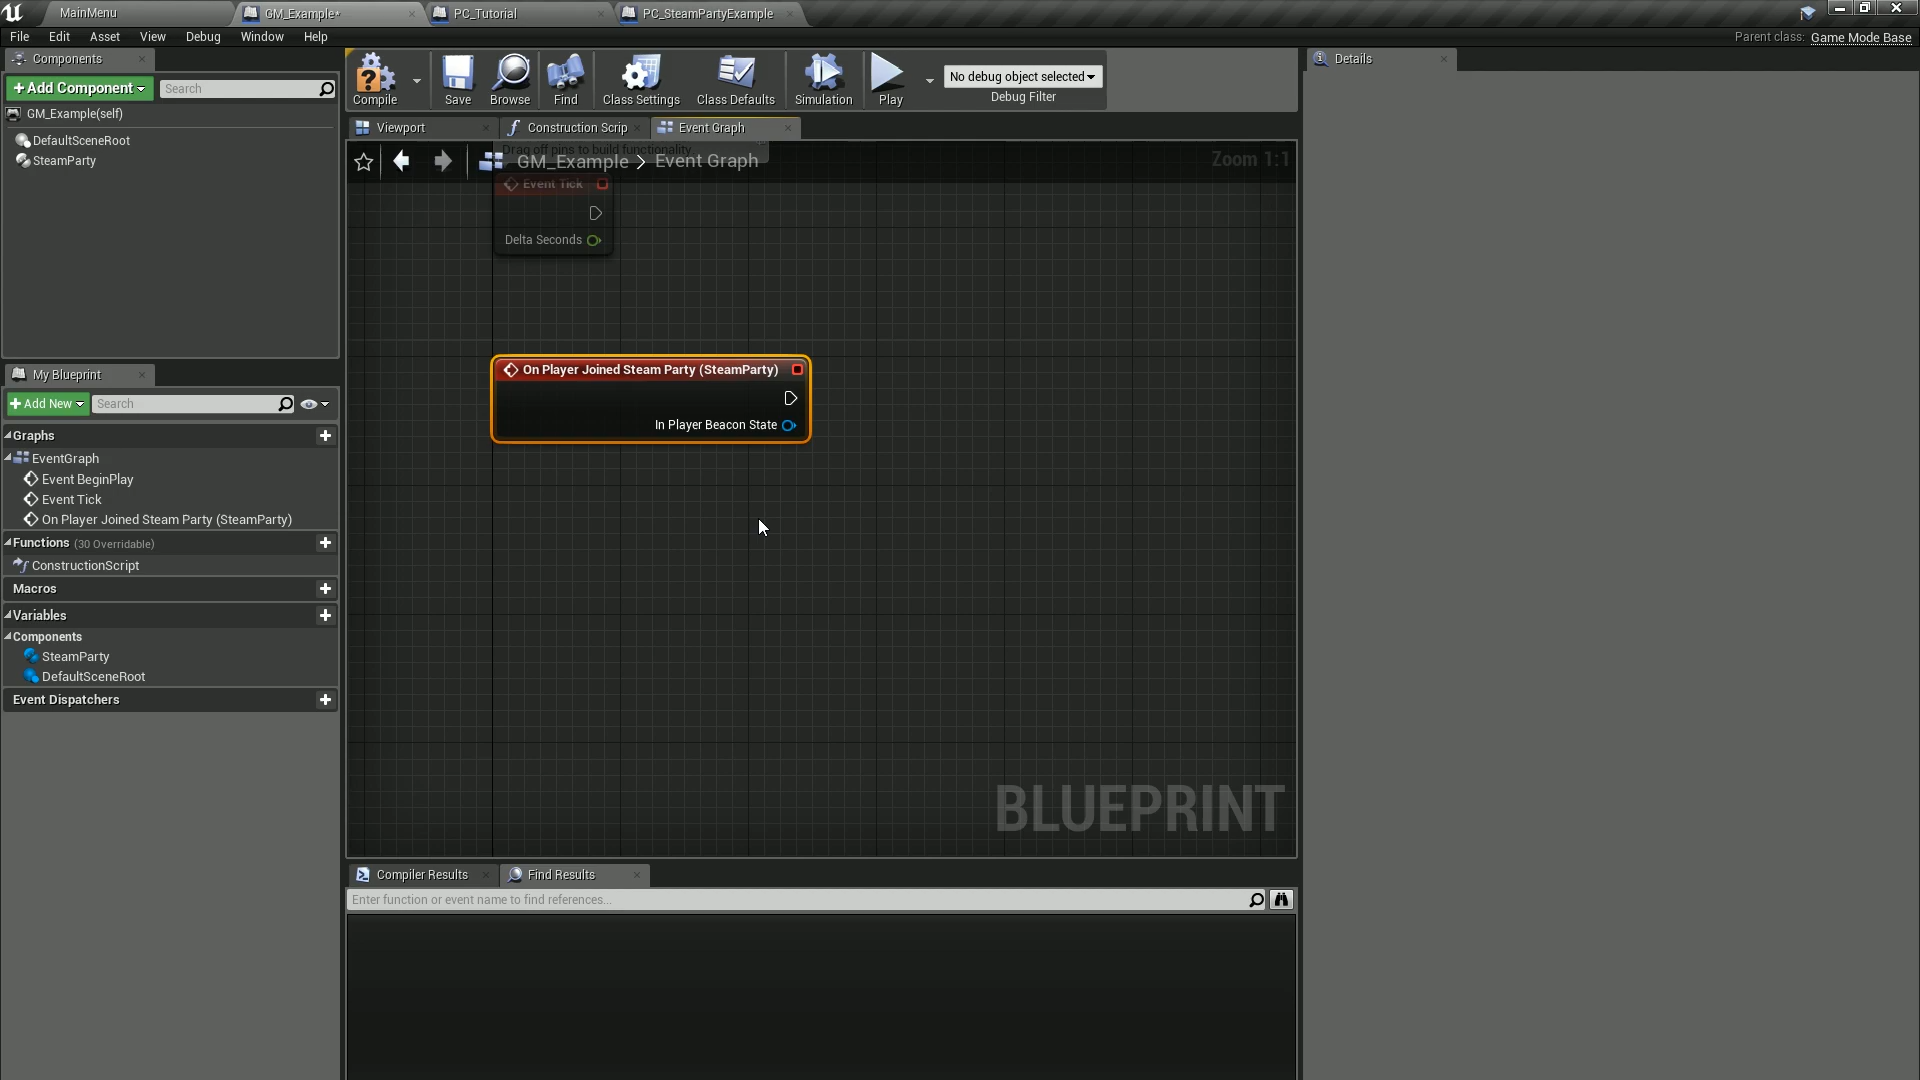 MainMenu
GM_Example*
PC_Tutorial
PC_SteamPartyExample
File Edit Asset View Debug Window Help
Parent class: Game Mode Base
Components
+Add Component
Search
GM_Example(self)
DefaultSceneRoot
SteamParty
Compile
Save
Browse
Find
Class Settings
Class Defaults
Simulation
Play
No debug object selected
Debug Filter
Details
Viewport
Construction Scrip
Event Graph
Drag off pins to build functionality
GM_Example > Event Graph
Zoom 1:1
Event Tick
Delta Seconds
On Player Joined Steam Party (SteamParty)
In Player Beacon State
BLUEPRINT
My Blueprint
+Add New
Search
Graphs
EventGraph
Event BeginPlay
Event Tick
On Player Joined Steam Party (SteamParty)
Functions (30 Overridable)
ConstructionScript
Macros
Variables
Components
SteamParty
DefaultSceneRoot
Event Dispatchers
Compiler Results
Find Results
Enter function or event name to find references...